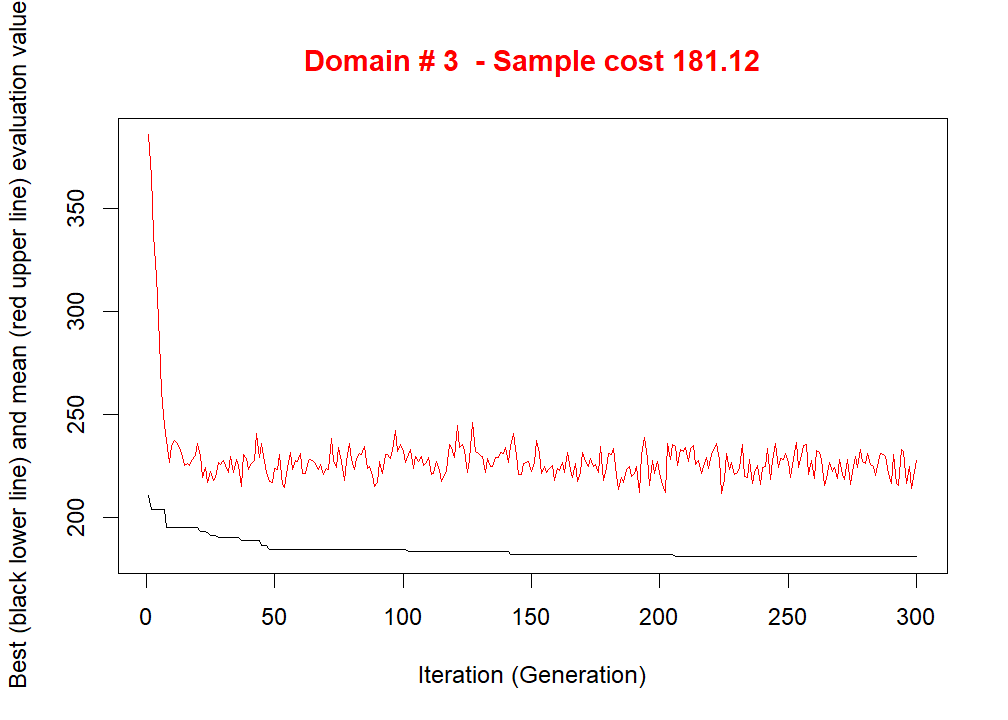 Domain # 3  - Sample cost 181.12
Best (black lower line) and mean (red upper line) evaluation value
350
300
250
200
0 50 100 150 200 250 300
Iteration (Generation)